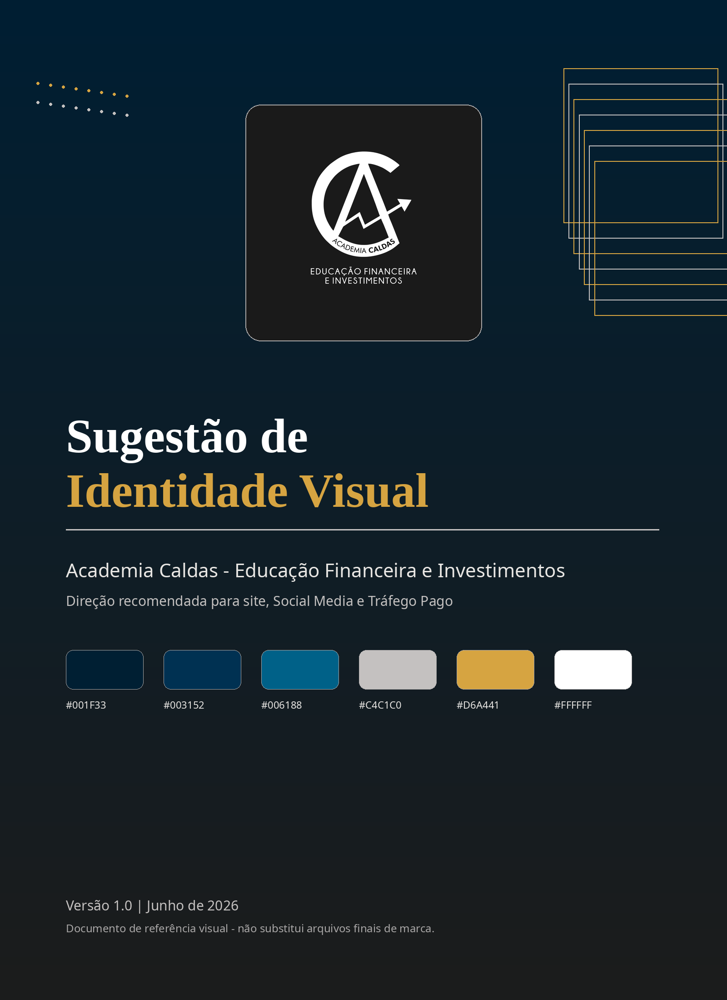 ACADEMIA CALDAS
EDUCAÇÃO FINANCEIRA
E INVESTIMENTOS
Sugestão de
Identidade Visual
Academia Caldas - Educação Financeira e Investimentos
Direção recomendada para site, Social Media e Tráfego Pago
#001F33 #003152 #006188 #C4C1C0 #D6A441 #FFFFFF
Versão 1.0 | Junho de 2026
Documento de referência visual - não substitui arquivos finais de marca.